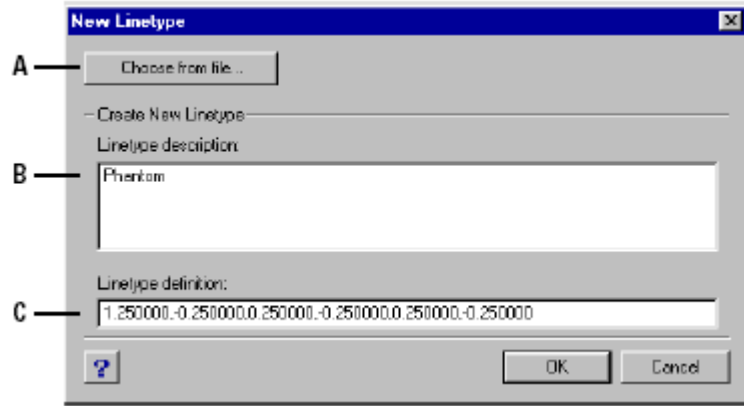 New Linetype
A
Choose from file...
Create New Linetype
Linetype description:
B
Phantom
Linetype definition:
C
1.250000,-0.250000,0.250000,-0.250000,0.250000,-0.250000
?
OK
Cancel